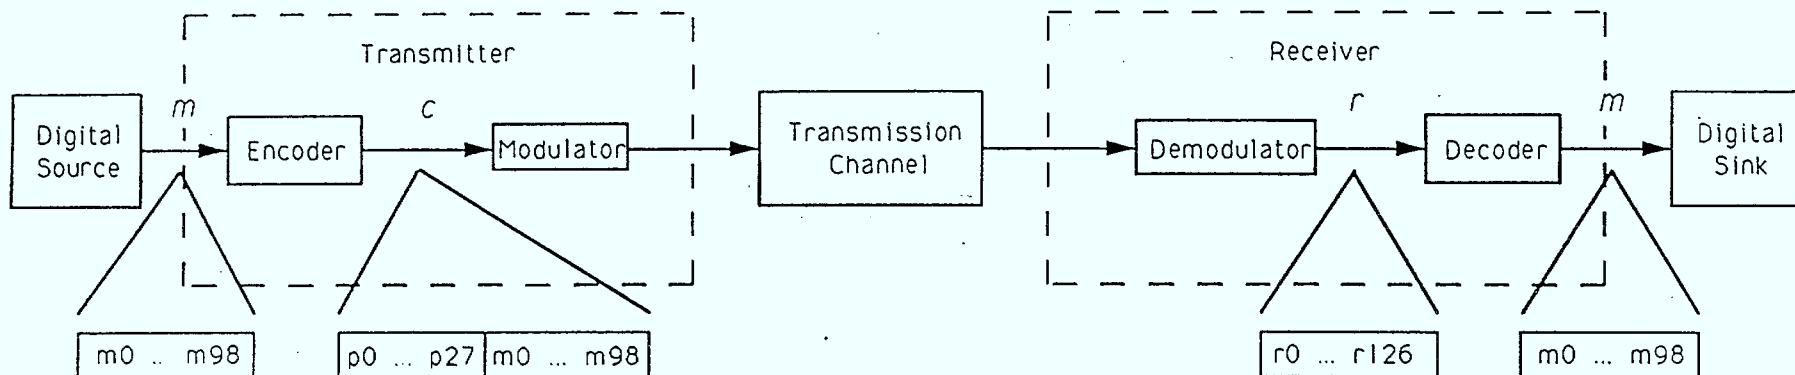 Transmitter
Receiver
m
c
r
m
Digital
Source
Encoder
Modulator
Transmission
Channel
Demodulator
Decoder
Digital
Sink
m0 .. m98
p0 ... p27
m0 ... m98
r0 ... r126
m0 ... m98